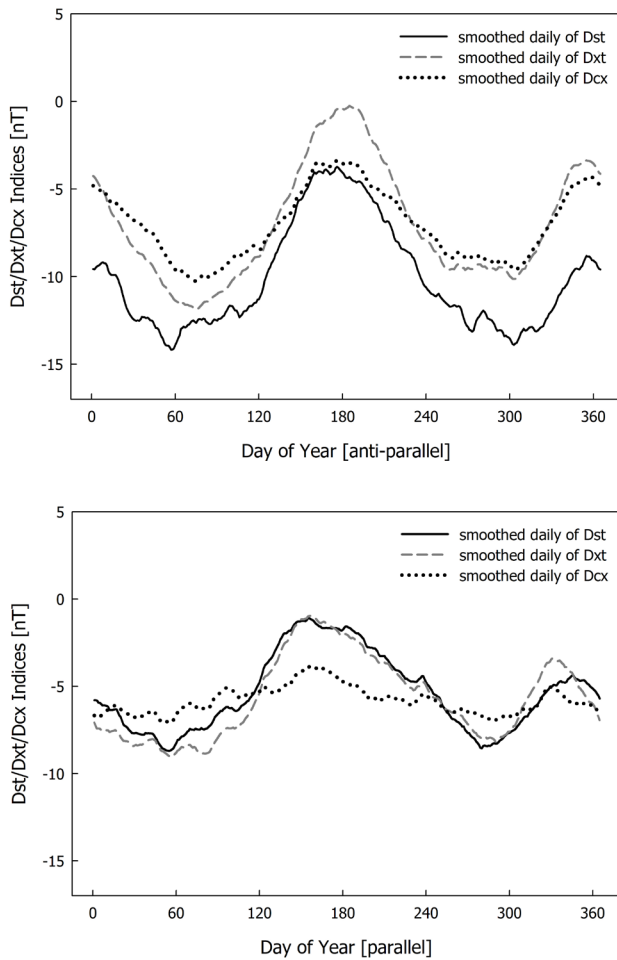 5
0
-5
-10
-15
Dst/Dxt/Dcx Indices [nT]
smoothed daily of Dst
smoothed daily of Dxt
smoothed daily of Dcx
0 60 120 180 240 300 360
Day of Year [anti-parallel]
5
0
-5
-10
-15
Dst/Dxt/Dcx Indices [nT]
smoothed daily of Dst
smoothed daily of Dxt
smoothed daily of Dcx
0 60 120 180 240 300 360
Day of Year [parallel]